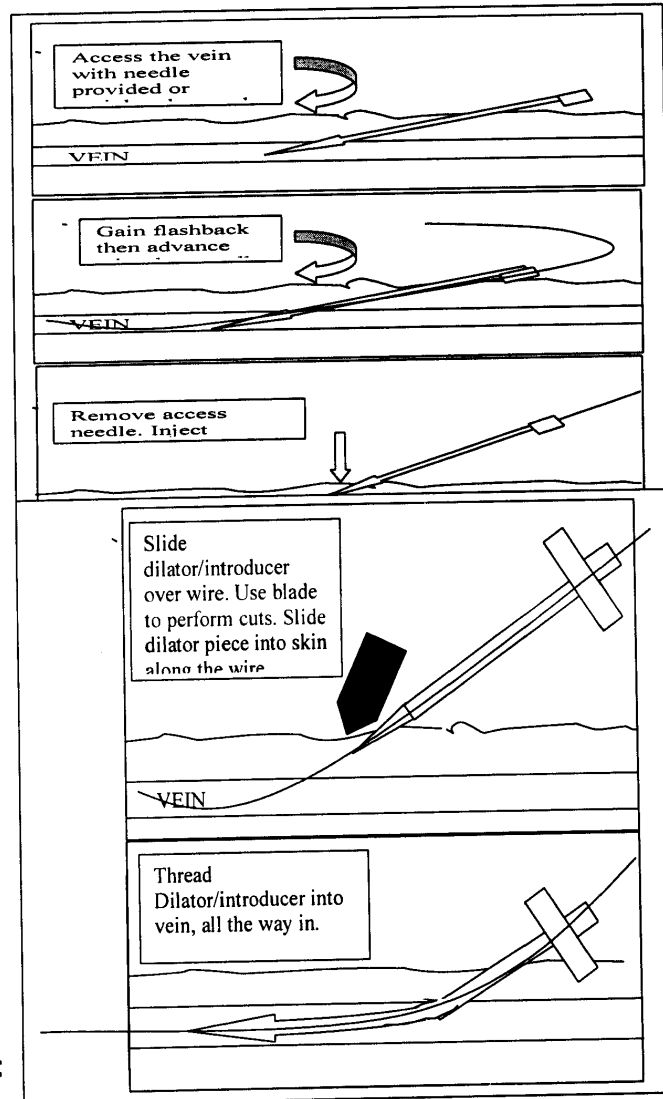 Access the vein
with needle
provided or
VEIN
Gain flashback
then advance
VEIN
Remove access
needle. Inject
Slide
dilator/introducer
over wire. Use blade
to perform cuts. Slide
dilator piece into skin
along the wire
VEIN
Thread
Dilator/introducer into
vein, all the way in.